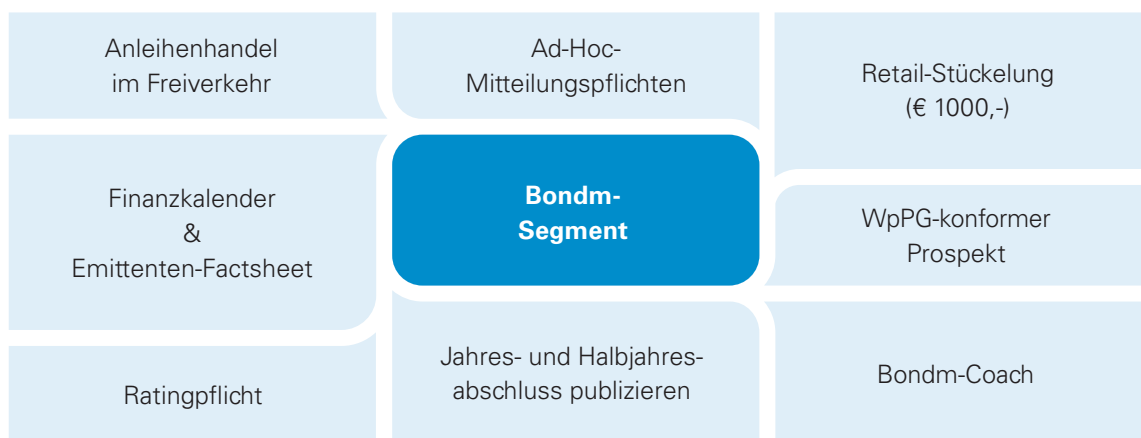 Anleihenhandel
im Freiverkehr
Ad-Hoc-
Mitteilungspflichten
Retail-Stückelung
(€ 1000,-)
Finanzkalender
&
Emittenten-Factsheet
Bondm-
Segment
WpPG-konformer
Prospekt
Ratingpflicht
Jahres- und Halbjahres-
abschluss publizieren
Bondm-Coach